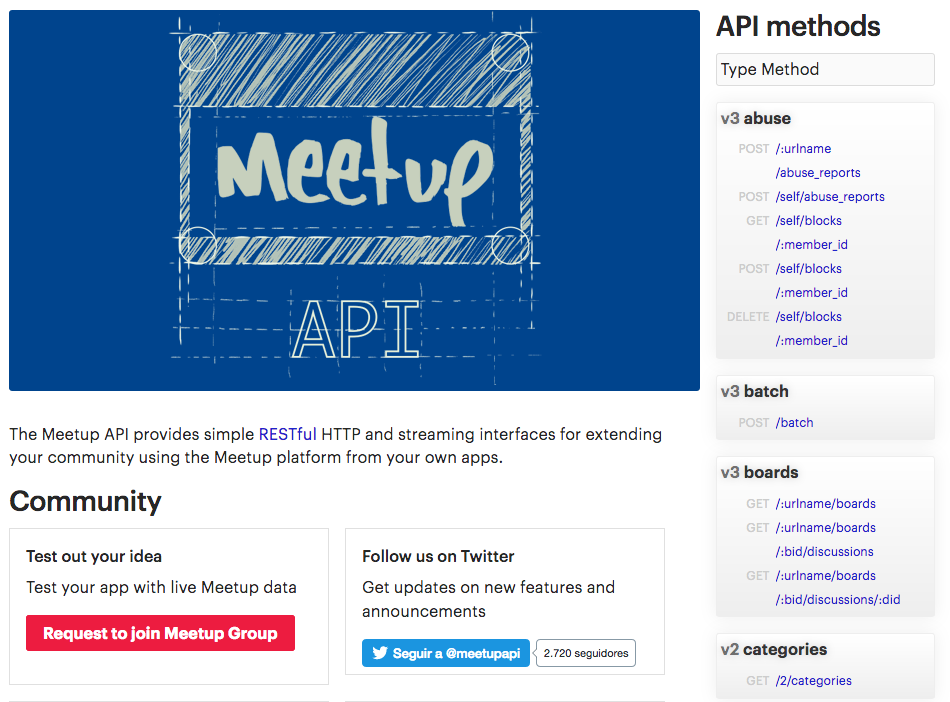 Meetup
API
The Meetup API provides simple RESTful HTTP and streaming interfaces for extending
your community using the Meetup platform from your own apps.
Community
Test out your idea
Test your app with live Meetup data
Request to join Meetup Group
Follow us on Twitter
Get updates on new features and
announcements
Seguir a @meetupapi
2.720 seguidores
API methods
Type Method
v3 abuse
POST /:urlname
/abuse_reports
POST /self/abuse_reports
GET /self/blocks
/:member_id
POST /self/blocks
/:member_id
DELETE /self/blocks
/:member_id
v3 batch
POST /batch
v3 boards
GET /:urlname/boards
GET /:urlname/boards
/:bid/discussions
GET /:urlname/boards
/:bid/discussions/:did
v2 categories
GET /2/categories